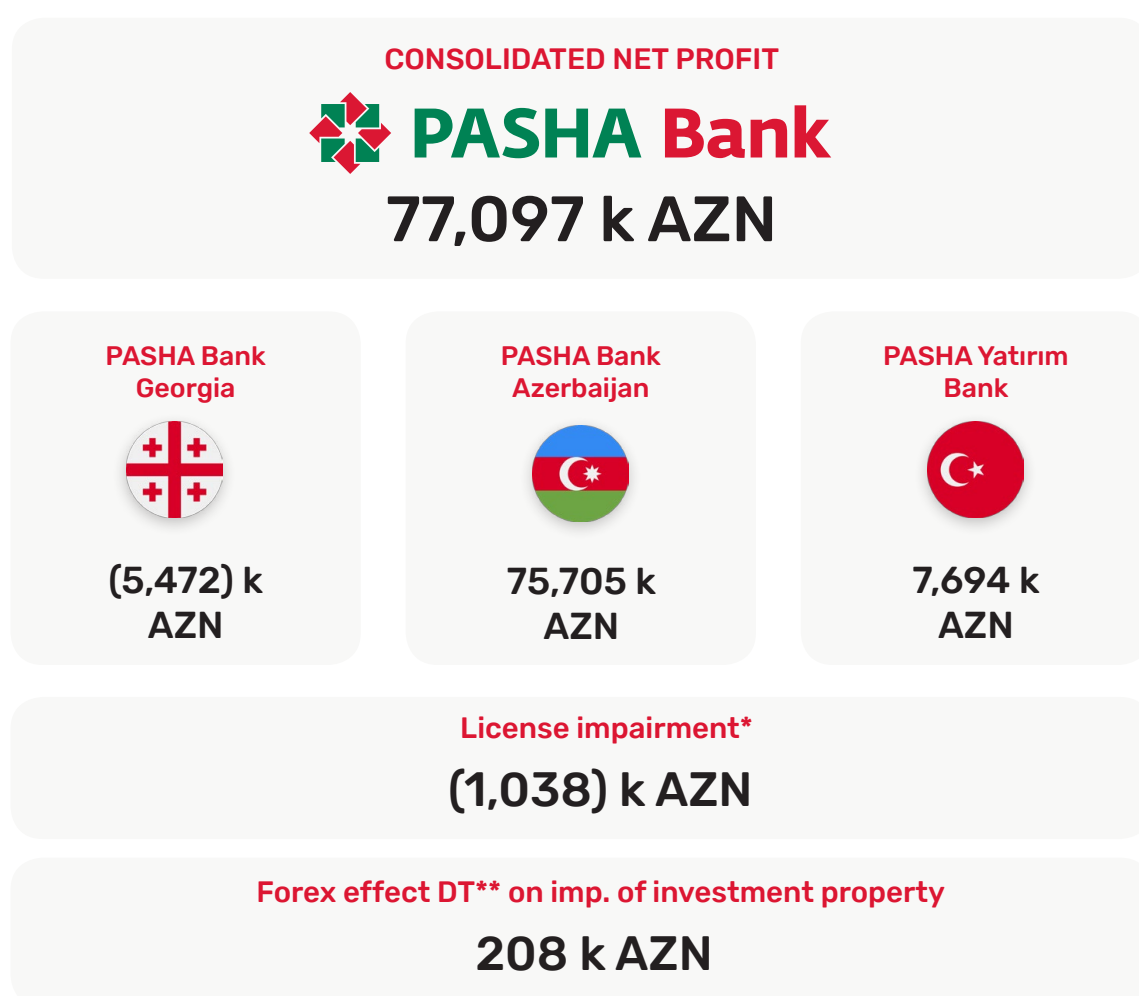 CONSOLIDATED NET PROFIT
PASHA Bank
77,097 k AZN
PASHA Bank
Georgia
(5,472) k
AZN
PASHA Bank
Azerbaijan
75,705 k
AZN
PASHA Yatırım
Bank
7,694 k
AZN
License impairment*
(1,038) k AZN
Forex effect DT** on imp. of investment property
208 k AZN